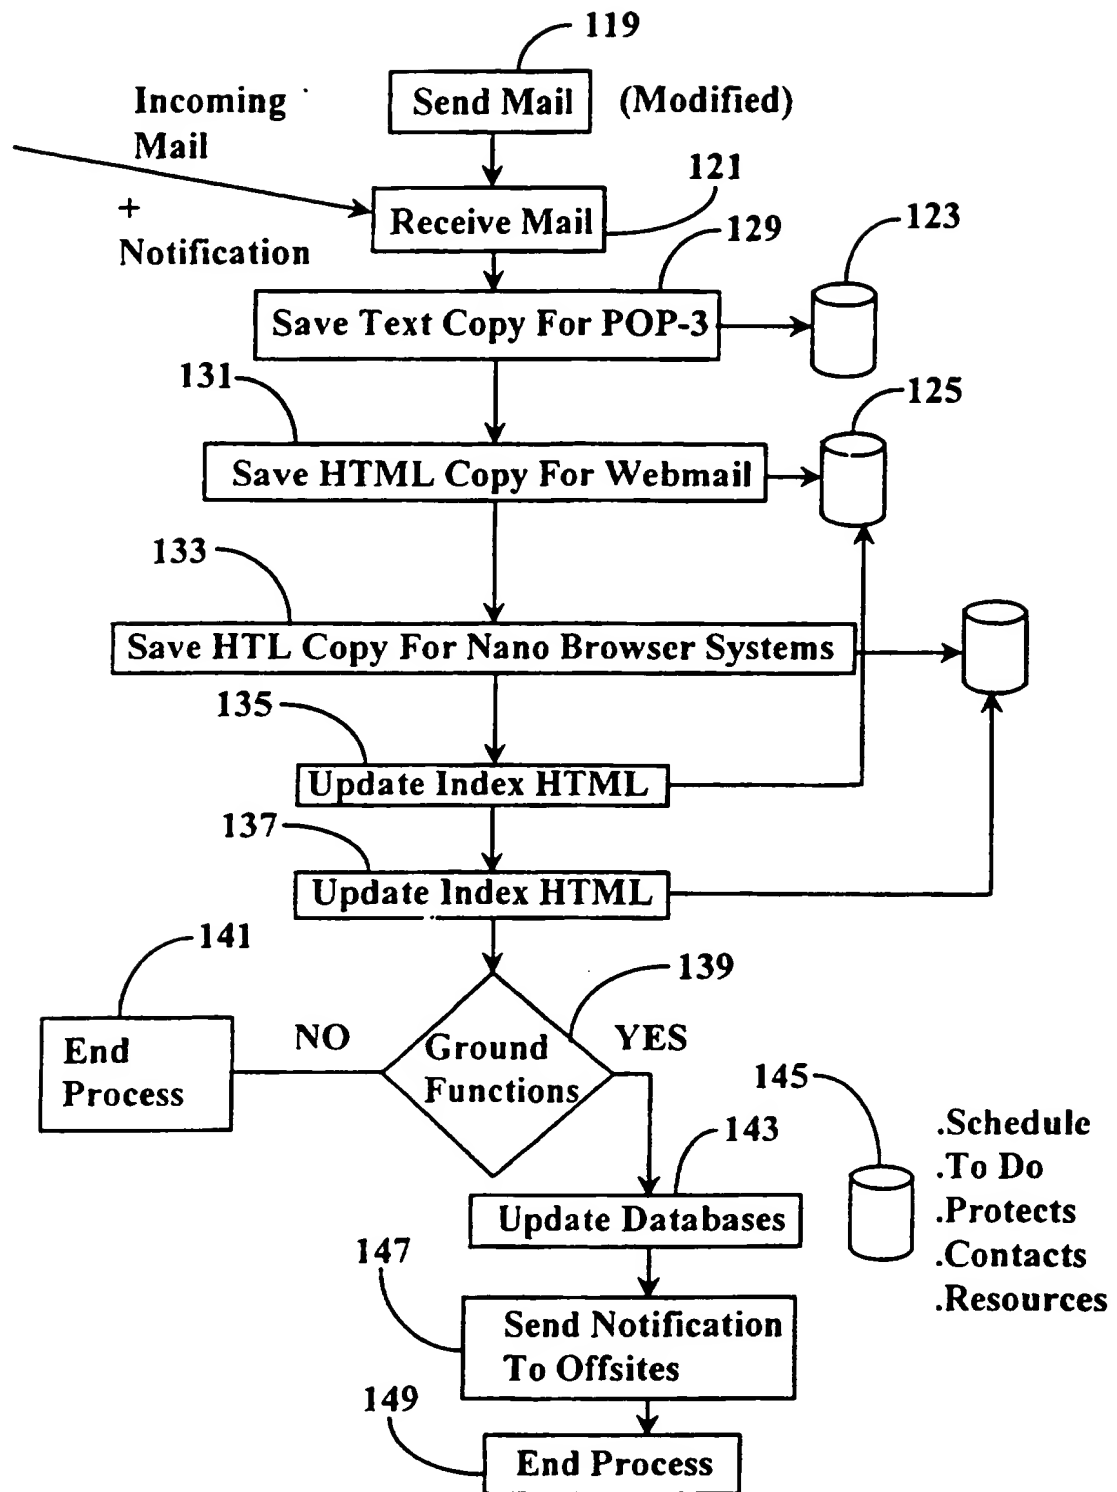 119
Send Mail (Modified)
Incoming
Mail
+
Notification
121
Receive Mail
129
123
Save Text Copy For POP-3
131
125
Save HTML Copy For Webmail
133
Save HTL Copy For Nano Browser Systems
135
Update Index HTML
137
Update Index HTML
141
139
End
Process
NO
Ground
Functions
YES
145
.Schedule
.To Do
.Protects
.Contacts
.Resources
143
Update Databases
147
Send Notification
To Offsites
149
End Process